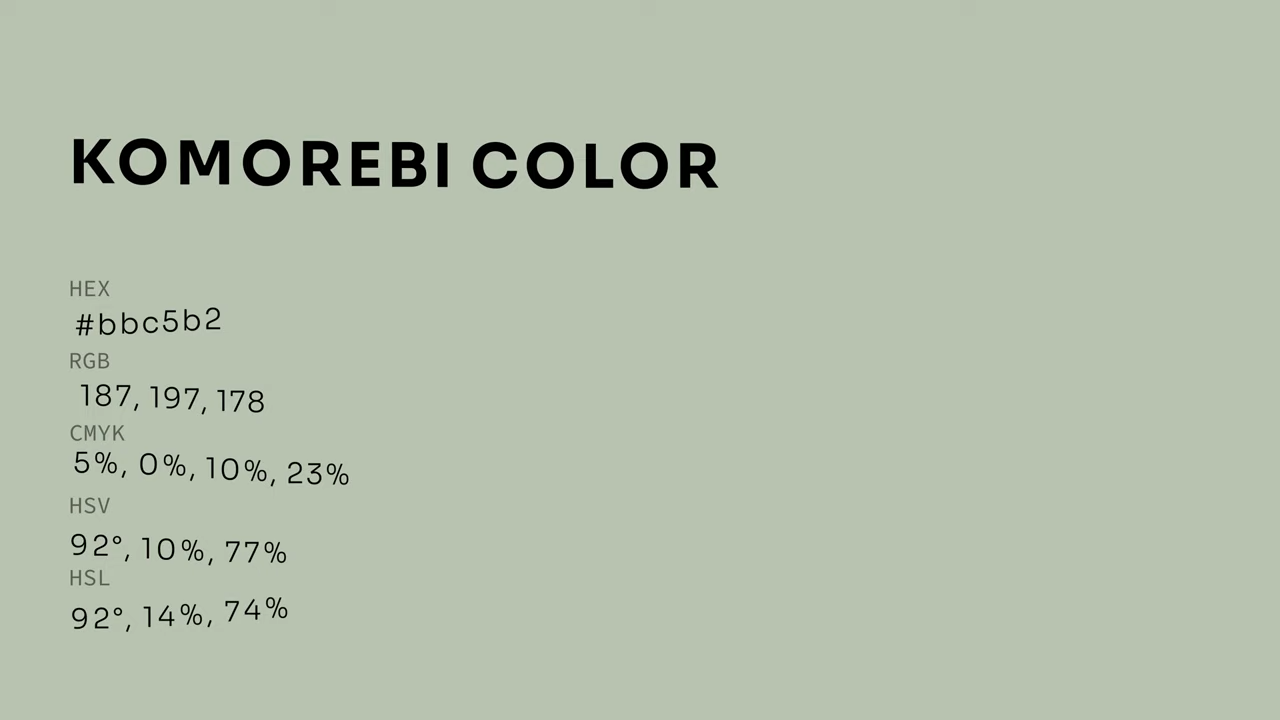 KOMOREBI COLOR
HEX
#bbc5b2
RGB
187, 197, 178
CMYK
5%, 0%, 10%, 23%
HSV
92°, 10%, 77%
HSL
92°, 14%, 74%